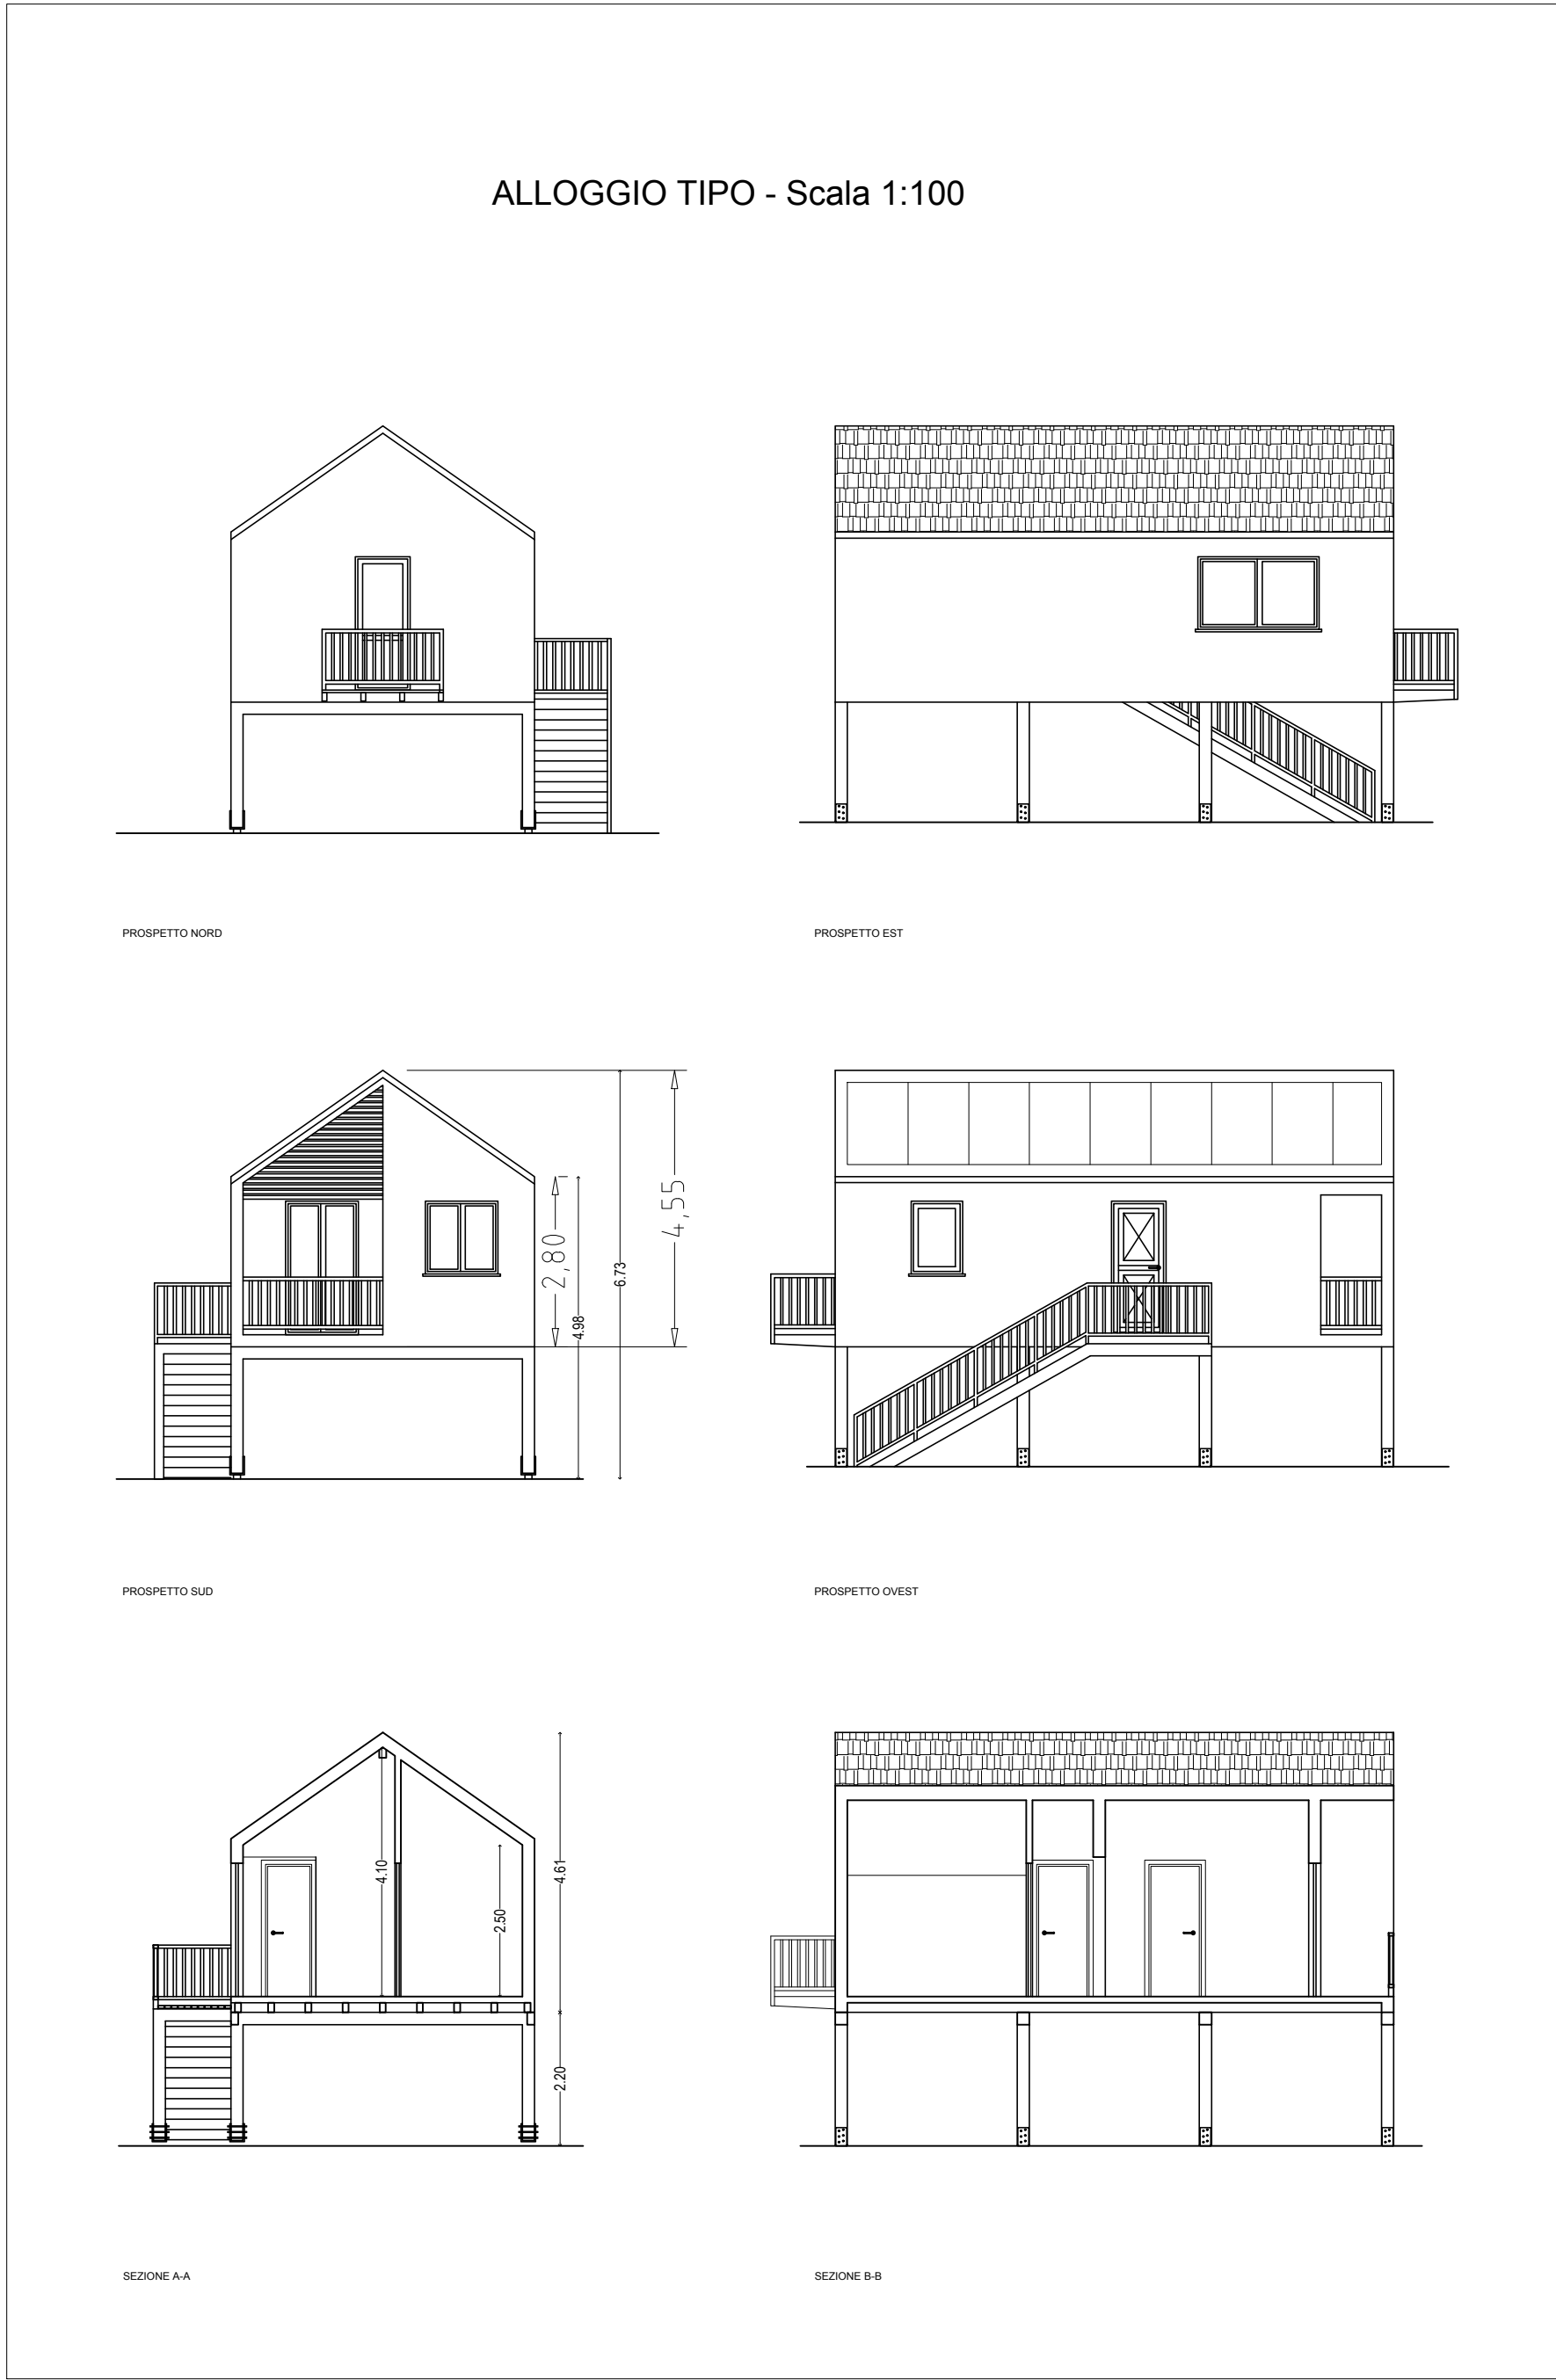 ALLOGGIO TIPO - Scala 1:100
PROSPETTO NORD
PROSPETTO EST
2,80
4.98
6.73
4,55
PROSPETTO SUD
PROSPETTO OVEST
4.10
2.50
4.61
2.20
SEZIONE A-A
SEZIONE B-B